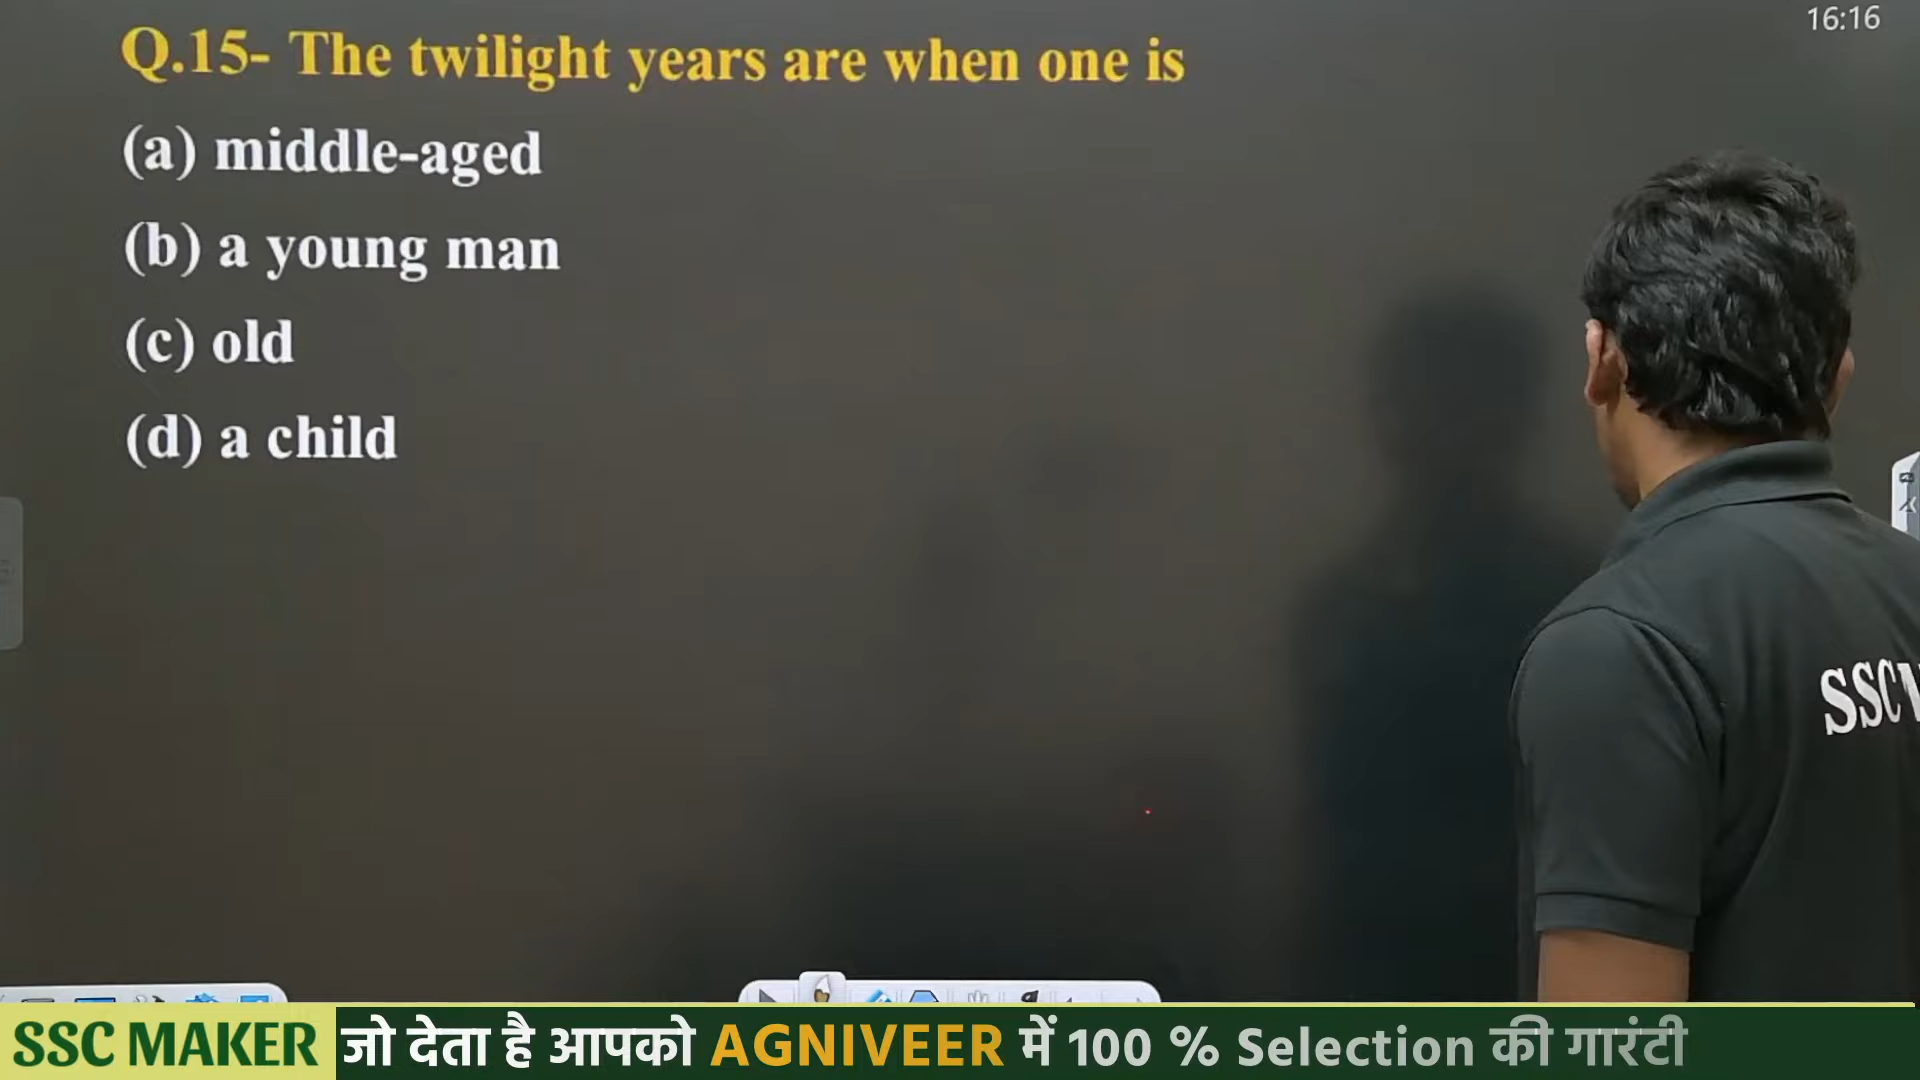 16:16
Q.15- The twilight years are when one is
(a) middle-aged
(b) a young man
(c) old
(d) a child
SSC
SSC MAKER जो देता है आपको AGNIVEER में 100 % Selection की गारंटी